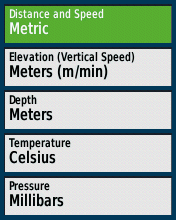 Distance and Speed
Metric
Elevation (Vertical Speed)
Meters (m/min)
Depth
Meters
Temperature
Celsius
Pressure
Millibars